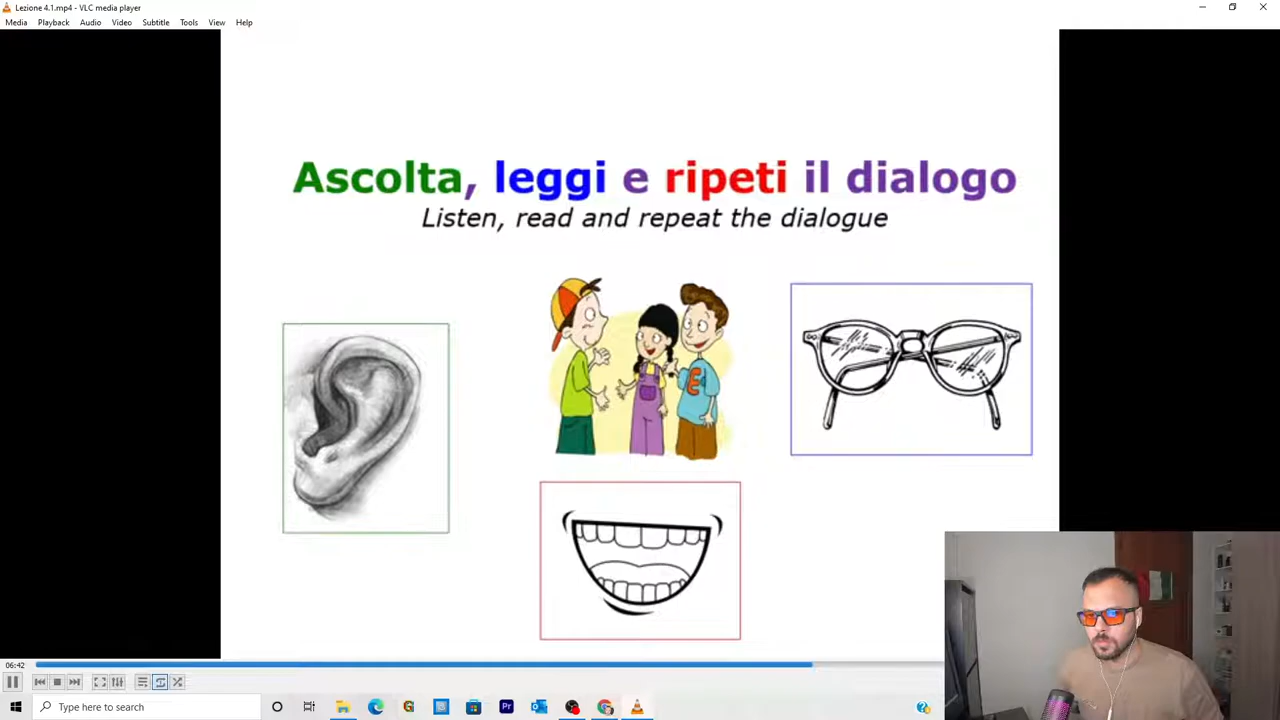 Lezione 4.1.mp4 - VLC media player
Media Playback Audio Video Subtitle Tools View Help
Ascolta, leggi e ripeti il dialogo
Listen, read and repeat the dialogue
E
06:42
Type here to search
Pr